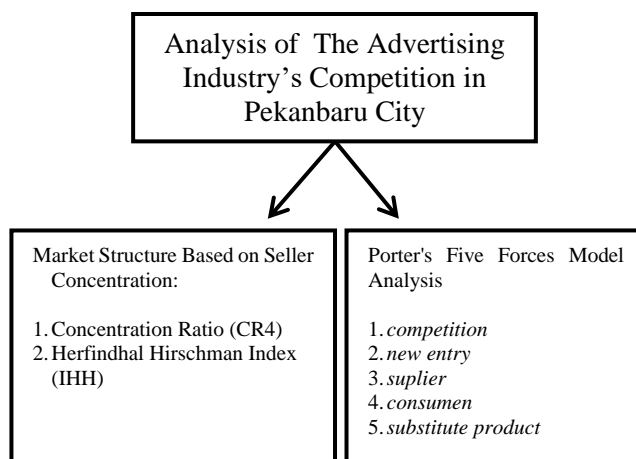 Analysis of The Advertising
Industry's Competition in
Pekanbaru City
Market Structure Based on Seller
Concentration:
1. Concentration Ratio (CR4)
2. Herfindhal Hirschman Index
(IHH)
Porter's Five Forces Model
Analysis
1. competition
2. new entry
3. suplier
4. consumen
5. substitute product